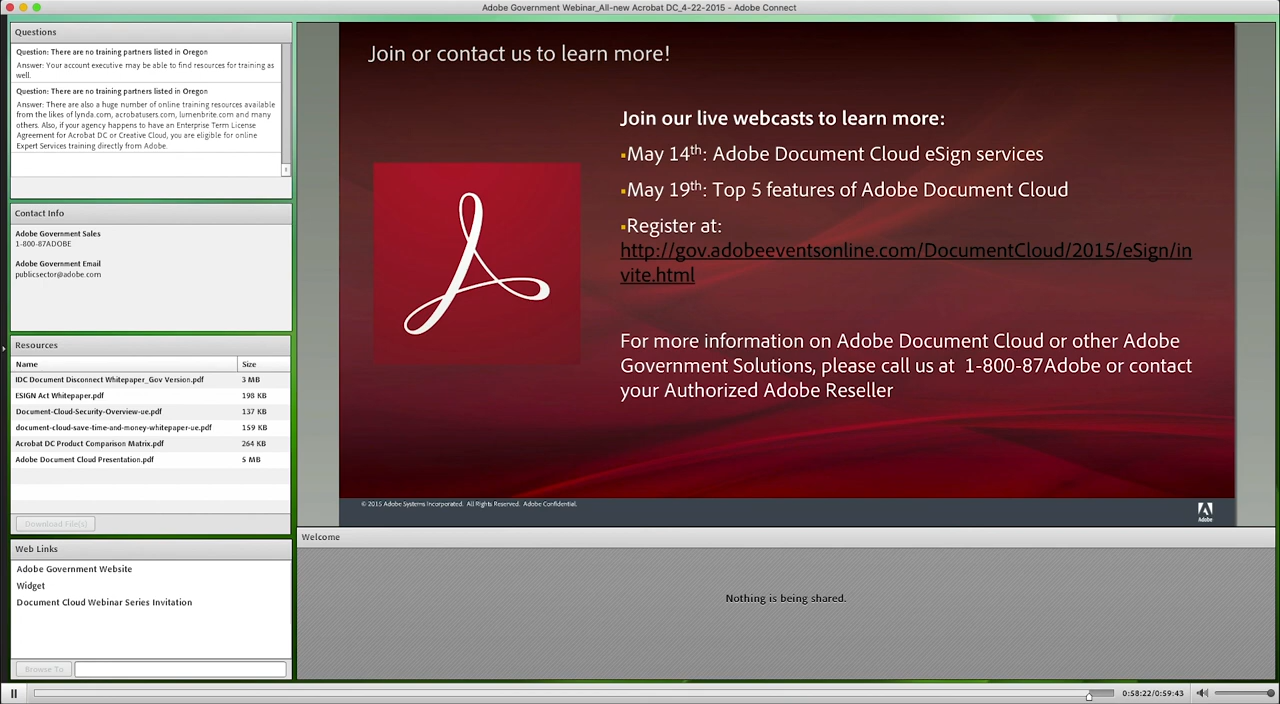 Adobe Government Webinar_All-new Acrobat DC_4-22-2015 - Adobe Connect
Questions
Question: There are no training partners listed in Oregon
Answer: Your account executive may be able to find resources for training as
well.
Question: There are no training partners listed in Oregon
Answer: There are also a huge number of online training resources available
from the likes of lynda.com, acrobatusers.com, lumenbrite.com and many
others. Also, if your agency happens to have an Enterprise Term License
Agreement for Acrobat DC or Creative Cloud, you are eligible for online
Expert Services training directly from Adobe.
Contact Info
Adobe Government Sales
1-800-87ADOBE
Adobe Government Email
publicsector@adobe.com
Resources
Name Size
IDC Document Disconnect Whitepaper_Gov Version.pdf 3 MB
ESIGN Act Whitepaper.pdf 198 KB
Document-Cloud-Security-Overview-ue.pdf 137 KB
document-cloud-save-time-and-money-whitepaper-ue.pdf 159 KB
Acrobat DC Product Comparison Matrix.pdf 264 KB
Adobe Document Cloud Presentation.pdf 5 MB
Download File(s)
Web Links
Adobe Government Website
Widget
Document Cloud Webinar Series Invitation
Browse To
Join or contact us to learn more!
Join our live webcasts to learn more:
▪May 14th: Adobe Document Cloud eSign services
▪May 19th: Top 5 features of Adobe Document Cloud
▪Register at:
http://gov.adobeeventsonline.com/DocumentCloud/2015/eSign/in
vite.html
For more information on Adobe Document Cloud or other Adobe
Government Solutions, please call us at 1-800-87Adobe or contact
your Authorized Adobe Reseller
© 2015 Adobe Systems Incorporated. All Rights Reserved. Adobe Confidential.
Adobe
Welcome
Nothing is being shared.
0:58:22/0:59:43